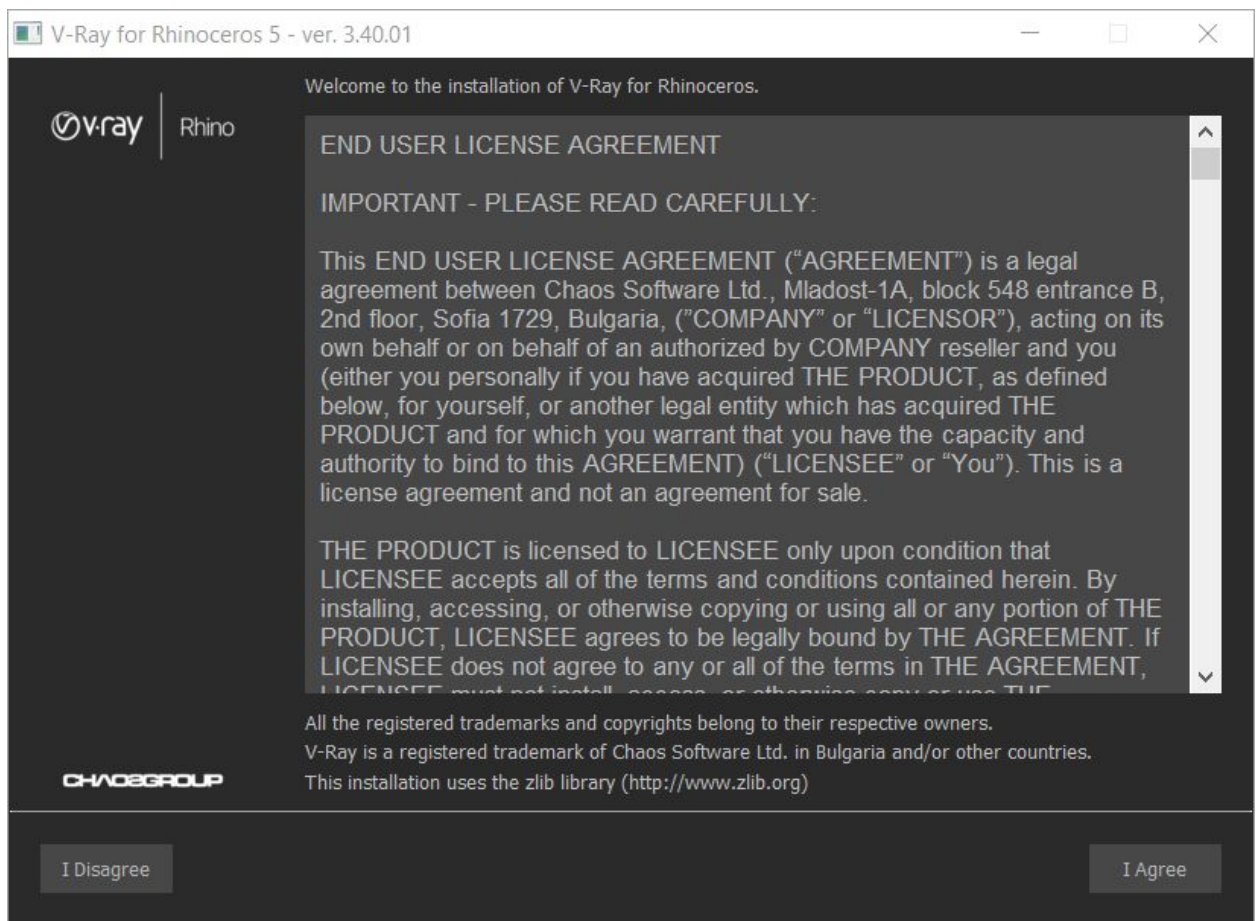 V-Ray for Rhinoceros 5 - ver. 3.40.01
Welcome to the installation of V-Ray for Rhinoceros.
v·ray | Rhino
END USER LICENSE AGREEMENT
IMPORTANT - PLEASE READ CAREFULLY:
This END USER LICENSE AGREEMENT (“AGREEMENT”) is a legal
agreement between Chaos Software Ltd., Mladost-1A, block 548 entrance B,
2nd floor, Sofia 1729, Bulgaria, (”COMPANY” or “LICENSOR”), acting on its
own behalf or on behalf of an authorized by COMPANY reseller and you
(either you personally if you have acquired THE PRODUCT, as defined
below, for yourself, or another legal entity which has acquired THE
PRODUCT and for which you warrant that you have the capacity and
authority to bind to this AGREEMENT) (“LICENSEE” or “You”). This is a
license agreement and not an agreement for sale.
THE PRODUCT is licensed to LICENSEE only upon condition that
LICENSEE accepts all of the terms and conditions contained herein. By
installing, accessing, or otherwise copying or using all or any portion of THE
PRODUCT, LICENSEE agrees to be legally bound by THE AGREEMENT. If
LICENSEE does not agree to any or all of the terms in THE AGREEMENT,
LICENSEE must not install, access, or otherwise copy or use THE
All the registered trademarks and copyrights belong to their respective owners.
V-Ray is a registered trademark of Chaos Software Ltd. in Bulgaria and/or other countries.
This installation uses the zlib library (http://www.zlib.org)
CHAOSGROUP
I Disagree
I Agree